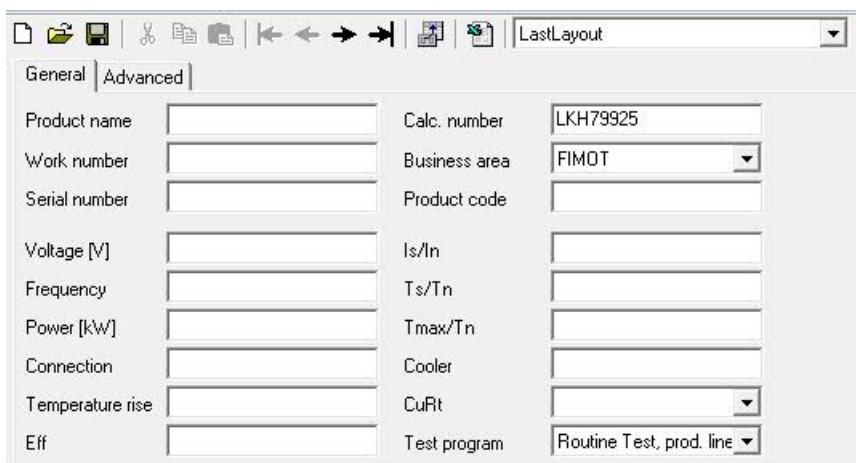 LastLayout
General Advanced
Product name Calc. number LKH79925
Work number Business area FIMOT
Serial number Product code
Voltage [V] Is/In
Frequency Ts/Tn
Power [kW] Tmax/Tn
Connection Cooler
Temperature rise CuRt
Eff Test program Routine Test, prod. line